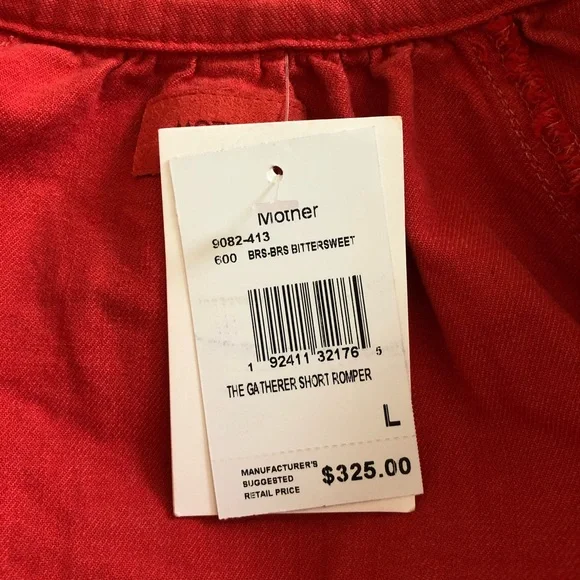 Mother
9082-413
600 BRS-BRS BITTERSWEET
1 92411 32176 5
THE GATHERER SHORT ROMPER
L
MANUFACTURER'S
SUGGESTED
RETAIL PRICE
$325.00